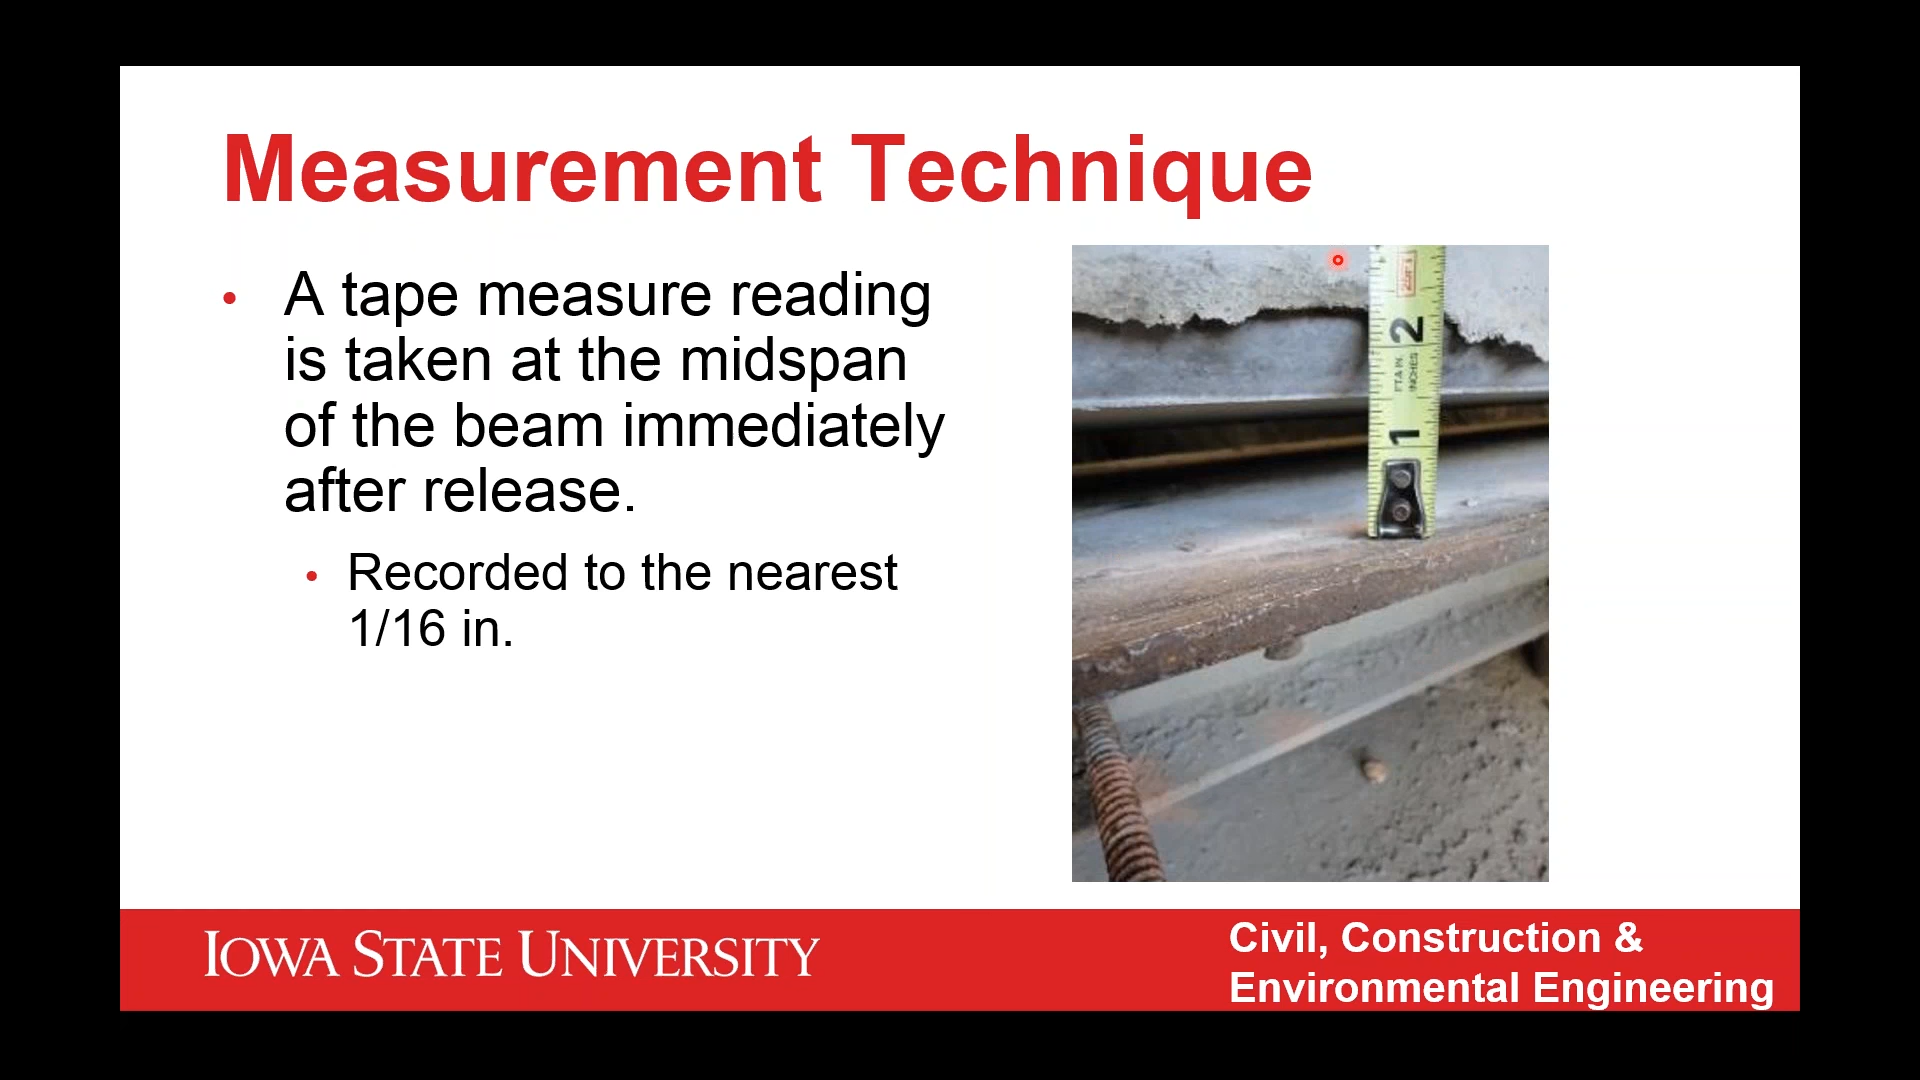 Measurement Technique
• A tape measure reading
is taken at the midspan
of the beam immediately
after release.
• Recorded to the nearest
1/16 in.
2
INCHES
1
IOWA STATE UNIVERSITY
Civil, Construction &
Environmental Engineering